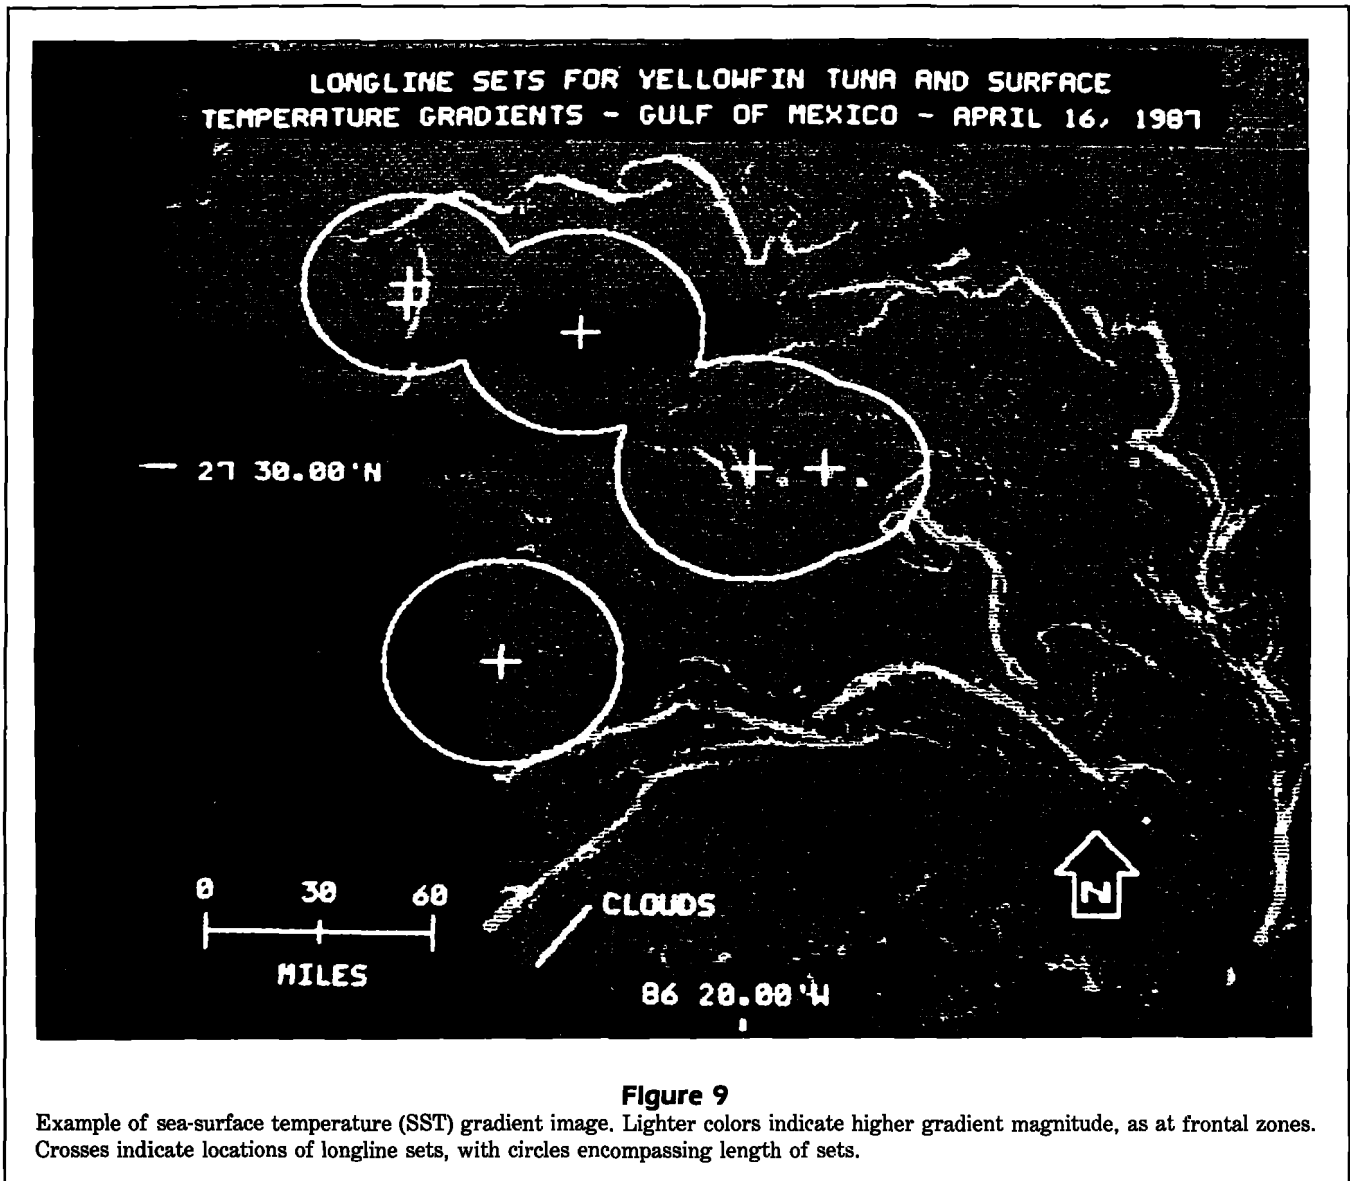 LONGLINE SETS FOR YELLOWFIN TUNA AND SURFACE
TEMPERATURE GRADIENTS - GULF OF MEXICO - APRIL 16, 1987
27 30.00'N
0 30 60
MILES
CLOUDS
N
86 20.00'W
Figure 9
Example of sea-surface temperature (SST) gradient image. Lighter colors indicate higher gradient magnitude, as at frontal zones.
Crosses indicate locations of longline sets, with circles encompassing length of sets.